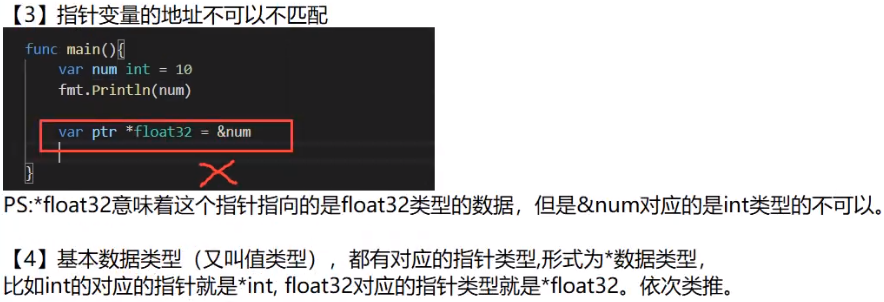 【3】指针变量的地址不可以不匹配
func main(){
var num int = 10
fmt.Println(num)
var ptr *float32 = &num
}
PS:*float32意味着这个指针指向的是float32类型的数据，但是&num对应的是int类型的不可以。
【4】基本数据类型（又叫值类型），都有对应的指针类型,形式为*数据类型，
比如int的对应的指针就是*int, float32对应的指针类型就是*float32。依次类推。